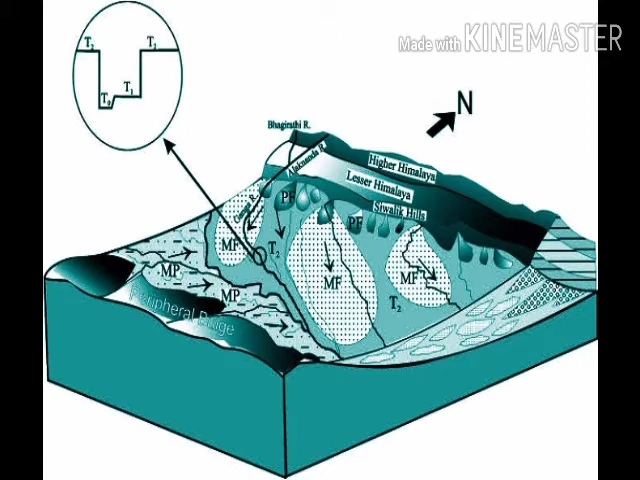 Made with KINEMASTER
T₂ T₂
T₀ T₁
N
Bhagirathi R.
Alaknanda R.
Higher Himalaya
Lesser Himalaya
Siwalik Hills
PF
PF
MF
T₂
MF
MF
T₂
MP
MP
Peripheral Bulge